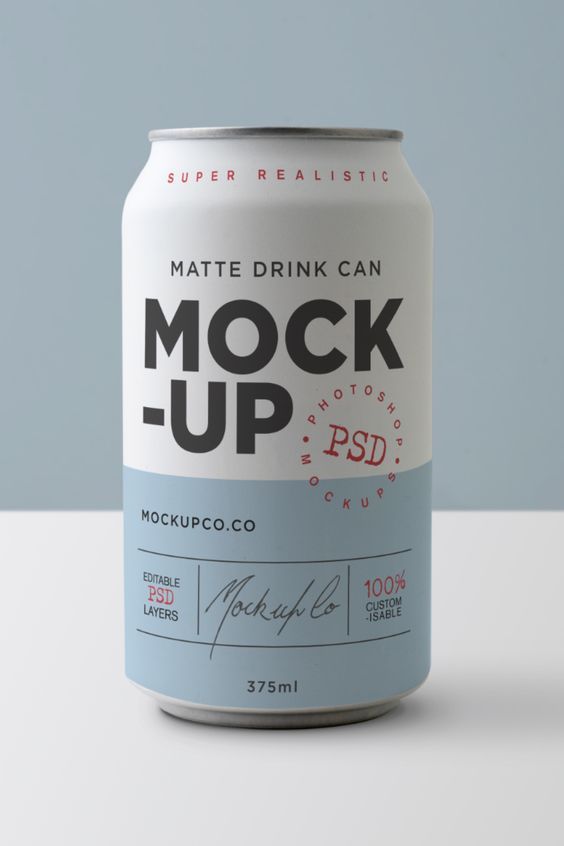 SUPER REALISTIC
MATTE DRINK CAN
MOCK
-UP
PHOTOSHOP
PSD
MOCKUPS
MOCKUPCO.CO
EDITABLE
PSD
LAYERS
Mockup Co
100%
CUSTOM
-ISABLE
375ml